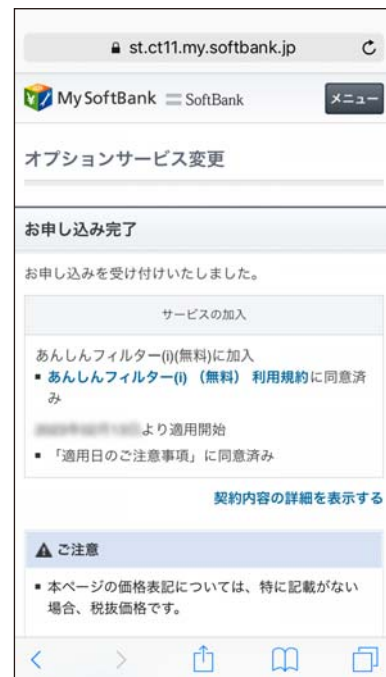 st.ct11.my.softbank.jp
My SoftBank SoftBank
メニュー
オプションサービス変更
お申し込み完了
お申し込みを受け付けいたしました。
サービスの加入
あんしんフィルター(i)(無料)に加入
■ あんしんフィルター(i) （無料） 利用規約に同意済
み
より適用開始
■ 「適用日のご注意事項」に同意済み
契約内容の詳細を表示する
ご注意
■ 本ページの価格表記については、特に記載がない
場合、税抜価格です。